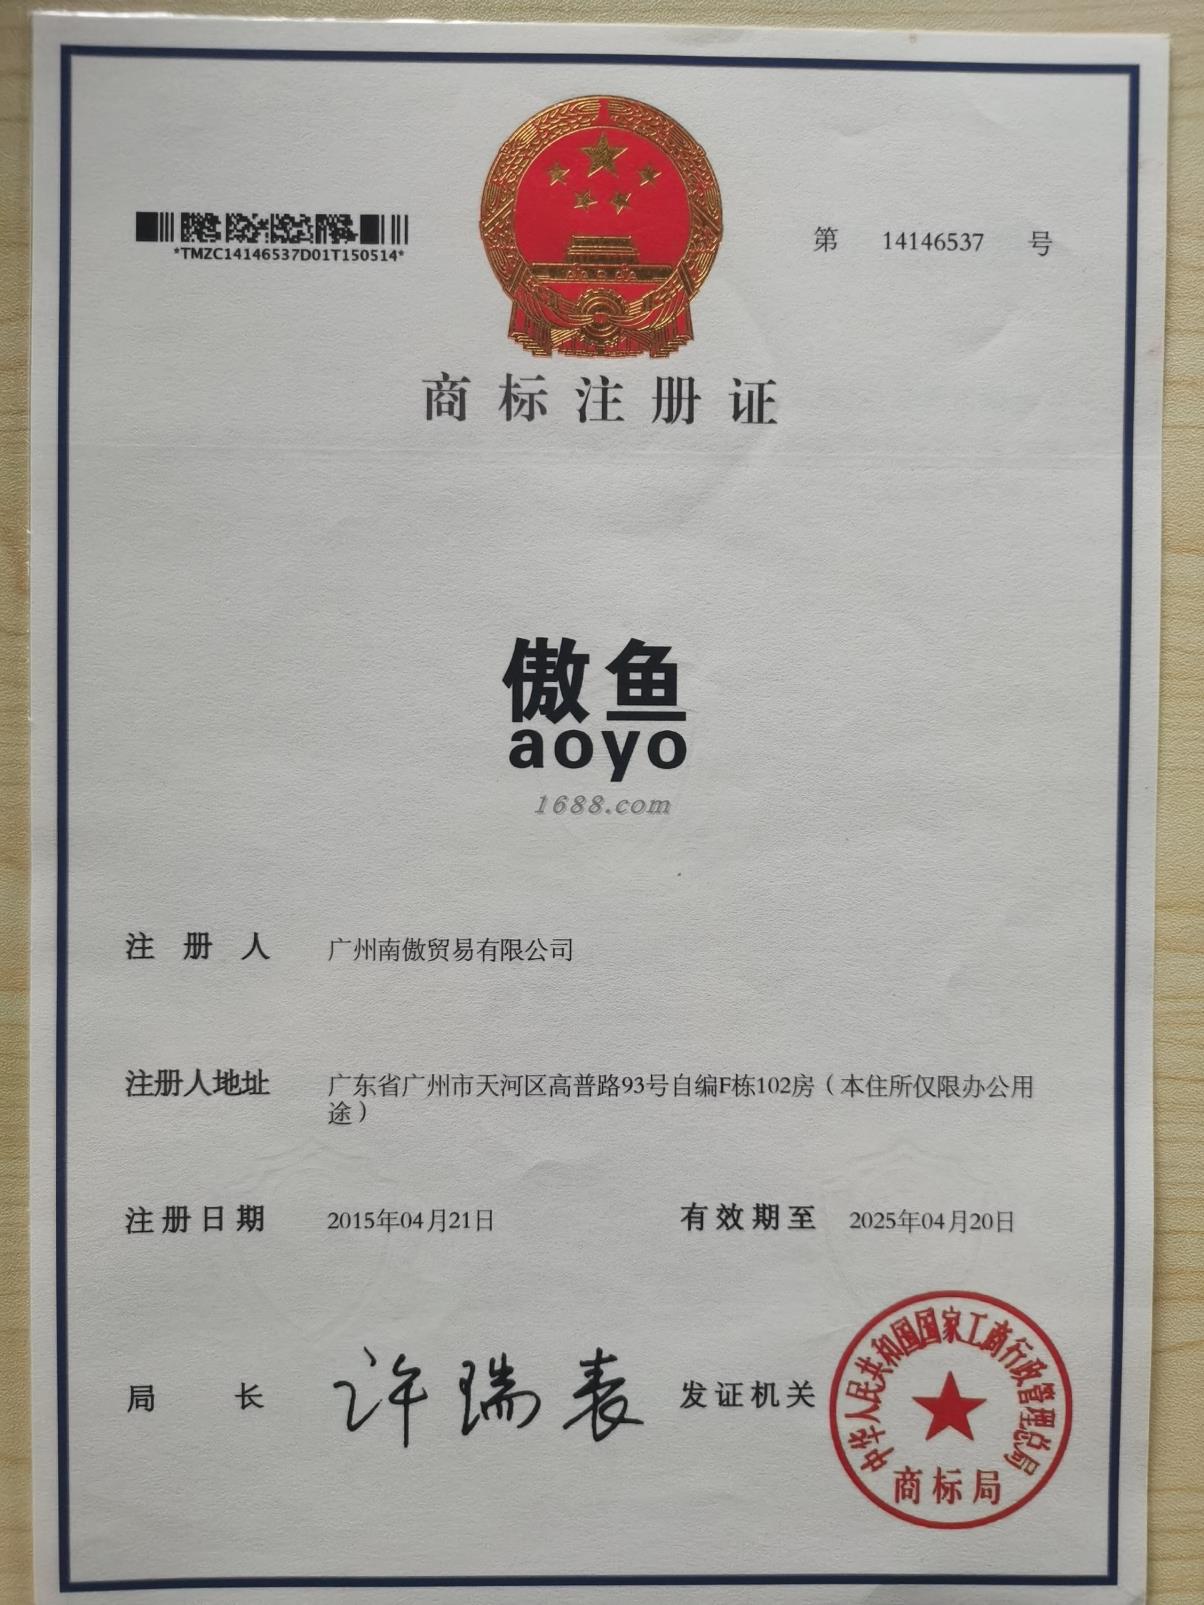 *TMZC14146537D01T150514*
第 14146537 号
商标注册证
傲鱼
aoyo
1688.com
注册人 广州南傲贸易有限公司
注册人地址 广东省广州市天河区高普路93号自编F栋102房（本住所仅限办公用
途）
注册日期 2015年04月21日 有效期至 2025年04月20日
局长 许瑞表 发证机关
中华人民共和国国家工商行政管理总局
商标局